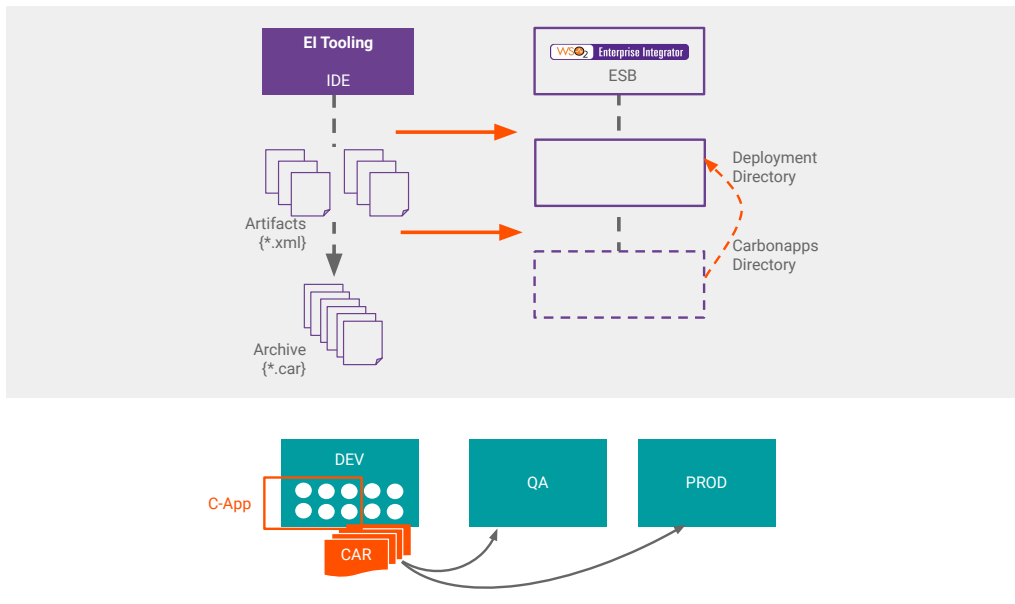 EI Tooling
IDE
WSO2 Enterprise Integrator
ESB
Deployment
Directory
Artifacts
{*.xml}
Carbonapps
Directory
Archive
{*.car}
DEV
QA
PROD
C-App
CAR